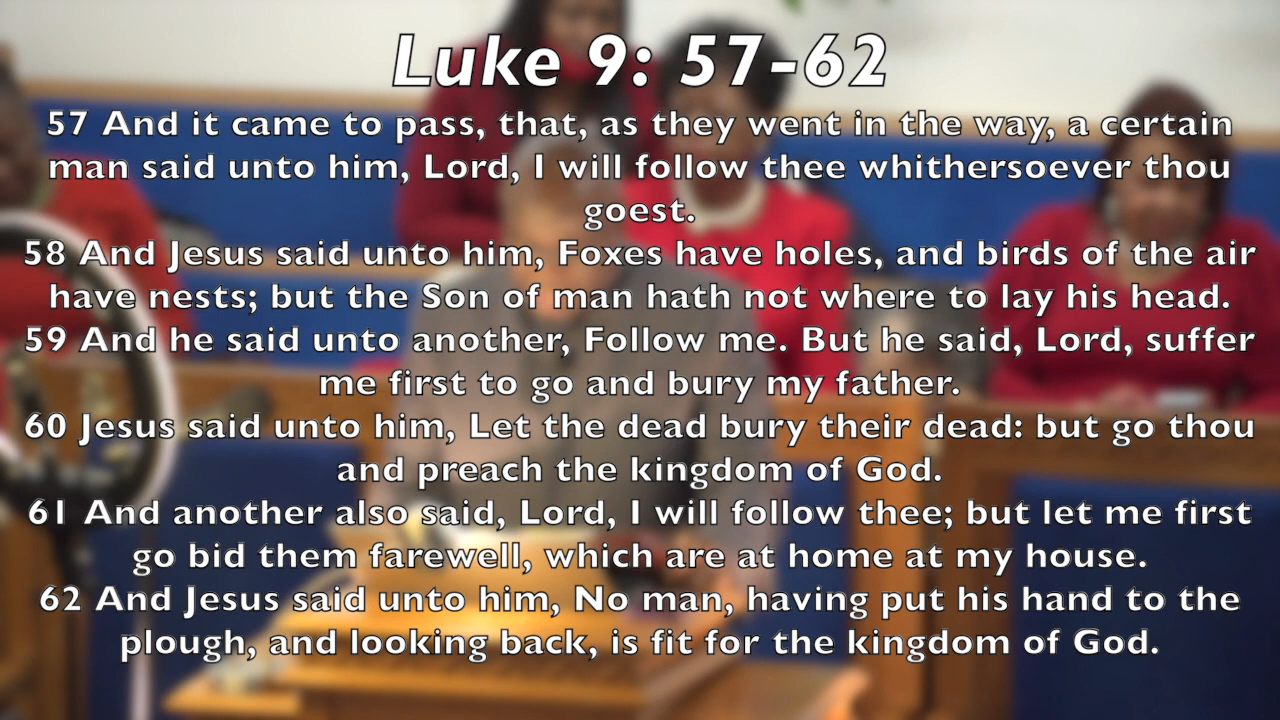 Luke 9: 57-62
57 And it came to pass, that, as they went in the way, a certain
man said unto him, Lord, I will follow thee whithersoever thou
goest.
58 And Jesus said unto him, Foxes have holes, and birds of the air
have nests; but the Son of man hath not where to lay his head.
59 And he said unto another, Follow me. But he said, Lord, suffer
me first to go and bury my father.
60 Jesus said unto him, Let the dead bury their dead: but go thou
and preach the kingdom of God.
61 And another also said, Lord, I will follow thee; but let me first
go bid them farewell, which are at home at my house.
62 And Jesus said unto him, No man, having put his hand to the
plough, and looking back, is fit for the kingdom of God.